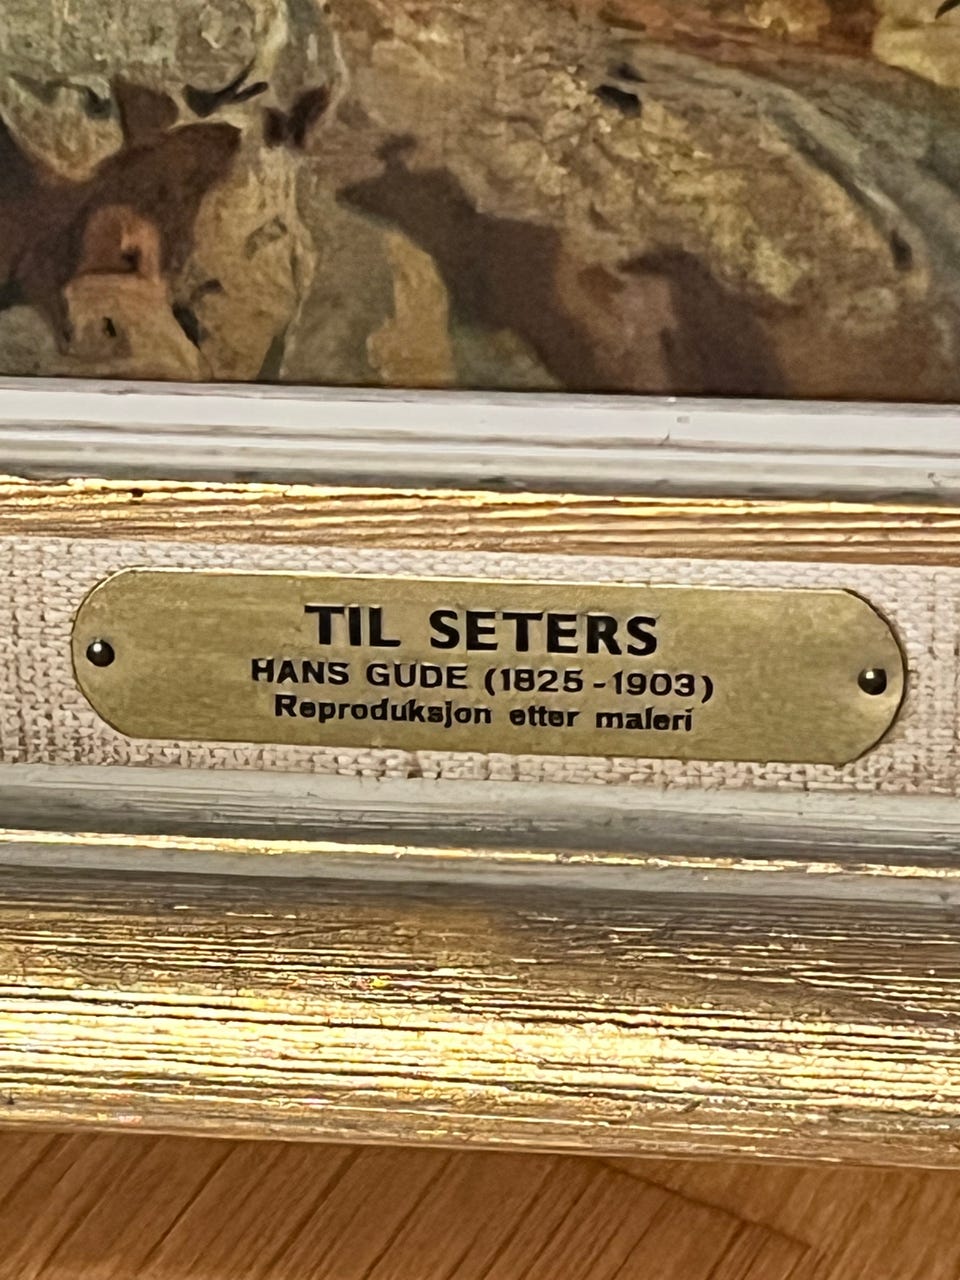 TIL SETERS
HANS GUDE (1825-1903)
Reproduksjon etter maleri